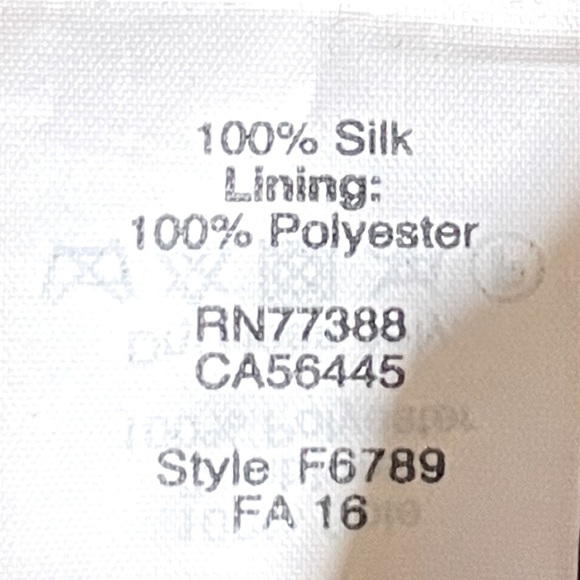 100% Silk
Lining:
100% Polyester
RN77388
CA56445
Style F6789
FA 16